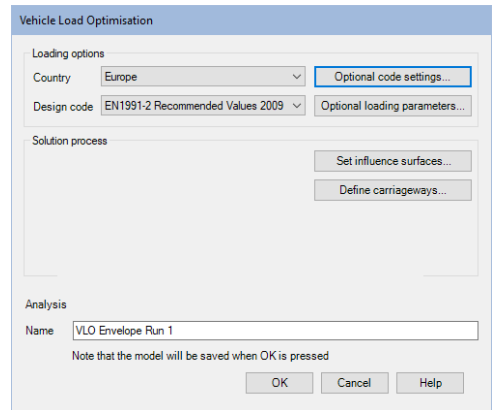 Vehicle Load Optimisation
Loading options
Country Europe Optional code settings...
Design code EN1991-2 Recommended Values 2009 Optional loading parameters...
Solution process
Set influence surfaces...
Define carriageways...
Analysis
Name VLO Envelope Run 1
Note that the model will be saved when OK is pressed
OK Cancel Help